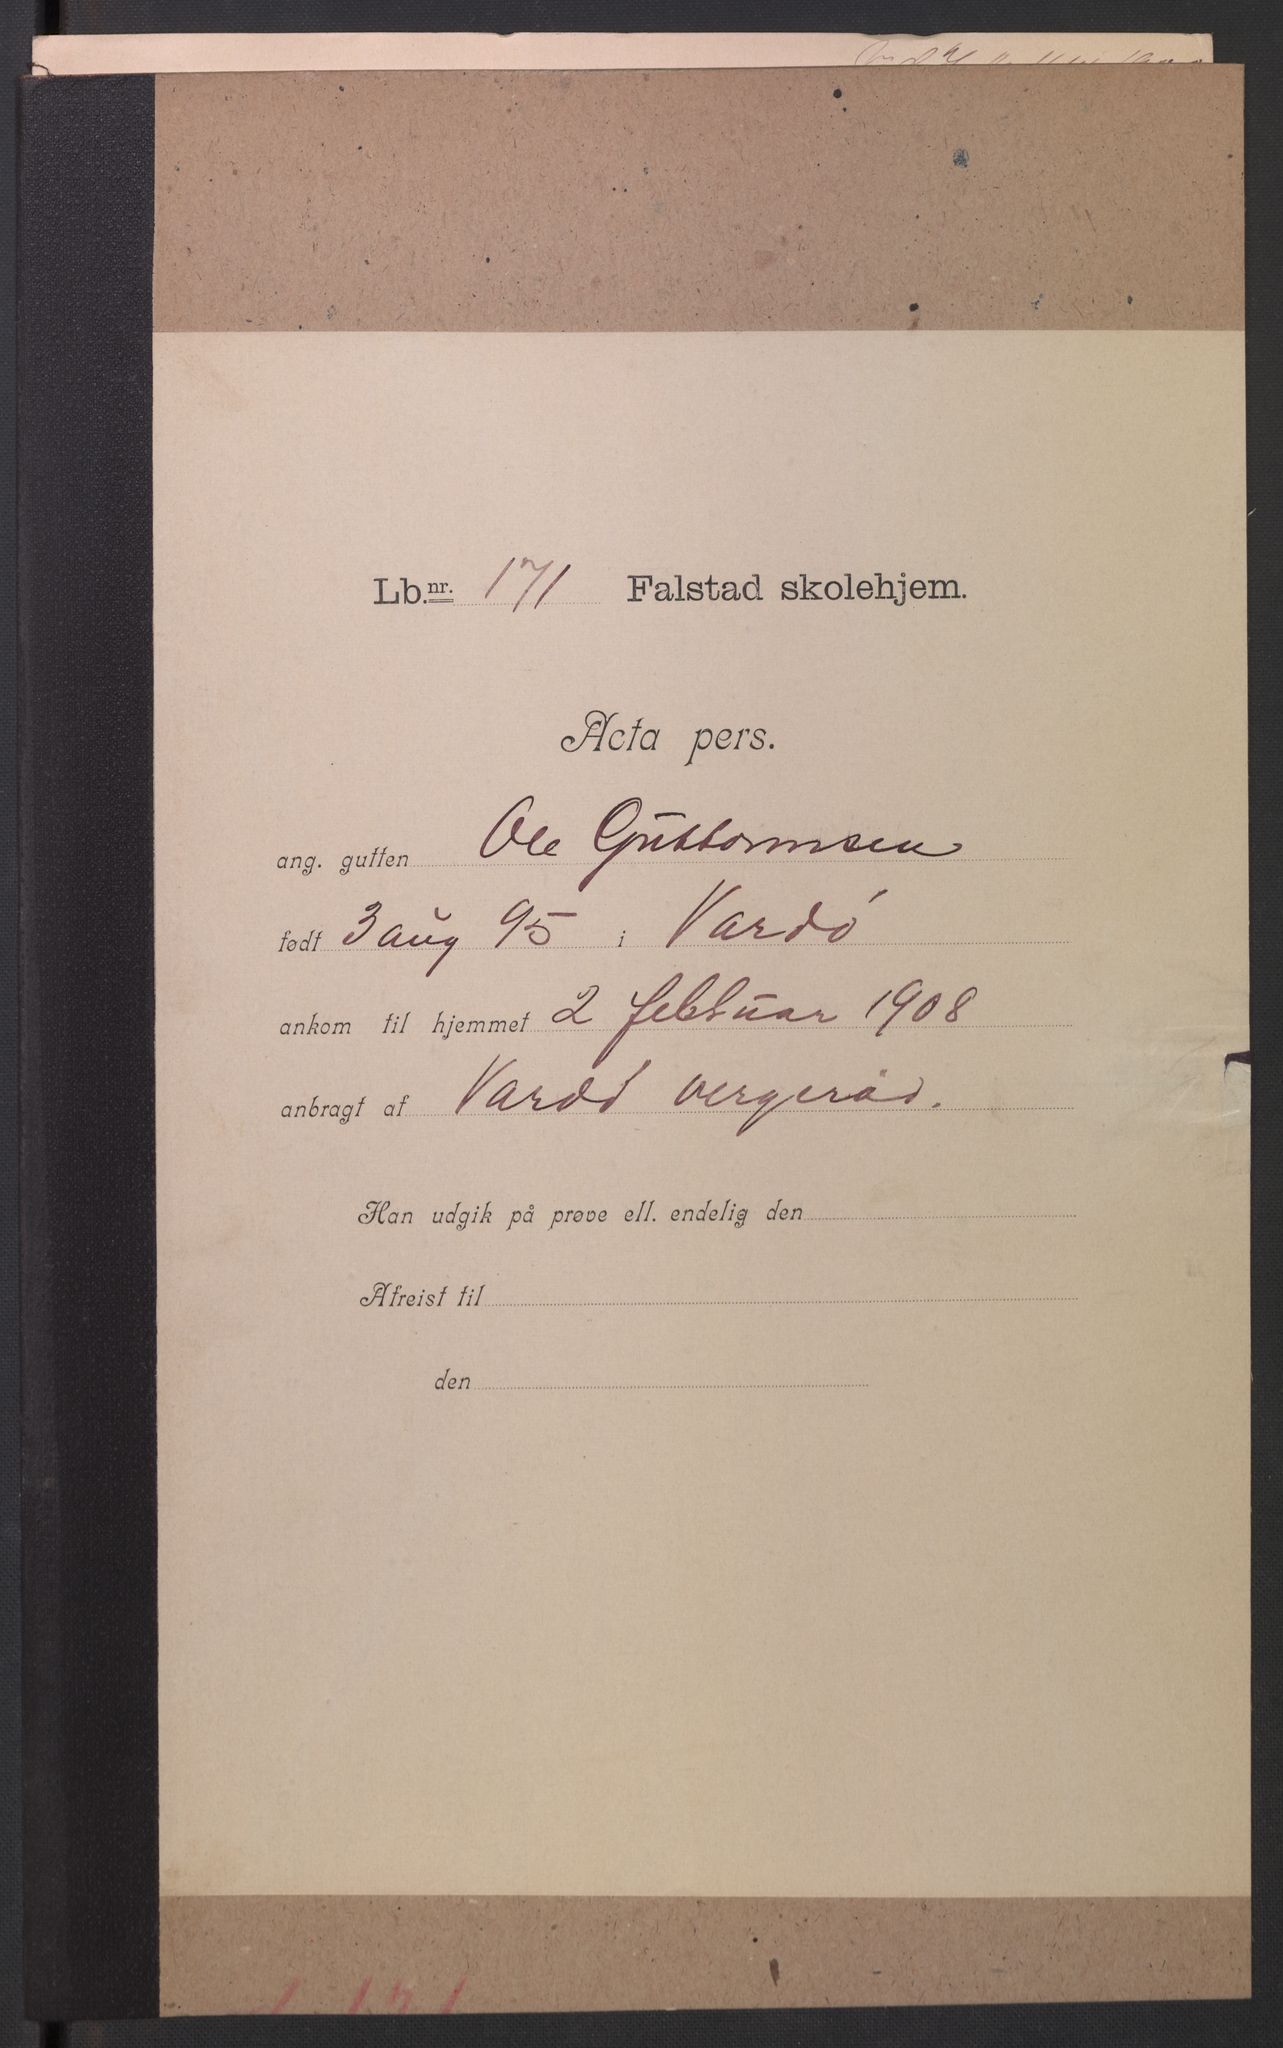 Lb.nr. 171 Falstad skolehjem.
Acta pers.
ang. gutten Ole Guttormsen
født 3 aug 95 i Vardø
ankom til hjemmet 2 februar 1908
anbragt af Vardø vergeråd.
Han udgik på prøve ell. endelig den
Afreist til
den